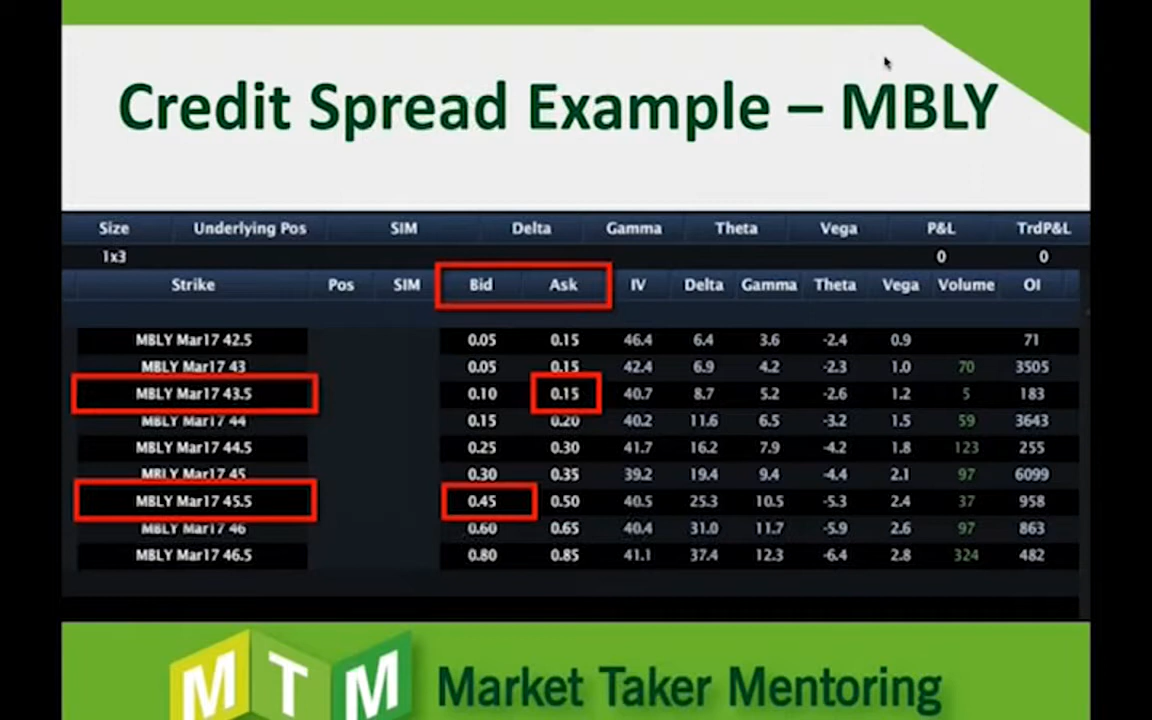 Credit Spread Example – MBLY
Size Underlying Pos SIM Delta Gamma Theta Vega P&L TrdP&L
1x3 0 0
Strike Pos SIM Bid Ask IV Delta Gamma Theta Vega Volume OI
MBLY Mar17 42.5 0.05 0.15 46.4 6.4 3.6 -2.4 0.9 71
MBLY Mar17 43 0.05 0.15 42.4 6.9 4.2 -2.3 1.0 70 3505
MBLY Mar17 43.5 0.10 0.15 40.7 8.7 5.2 -2.6 1.2 5 183
MBLY Mar17 44 0.15 0.20 40.2 11.6 6.5 -3.2 1.5 59 3643
MBLY Mar17 44.5 0.25 0.30 41.7 16.2 7.9 -4.2 1.8 123 255
MBLY Mar17 45 0.30 0.35 39.2 19.4 9.4 -4.4 2.1 97 6099
MBLY Mar17 45.5 0.45 0.50 40.5 25.3 10.5 -5.3 2.4 37 958
MBLY Mar17 46 0.60 0.65 40.4 31.0 11.7 -5.9 2.6 97 863
MBLY Mar17 46.5 0.80 0.85 41.1 37.4 12.3 -6.4 2.8 324 482
MTM Market Taker Mentoring